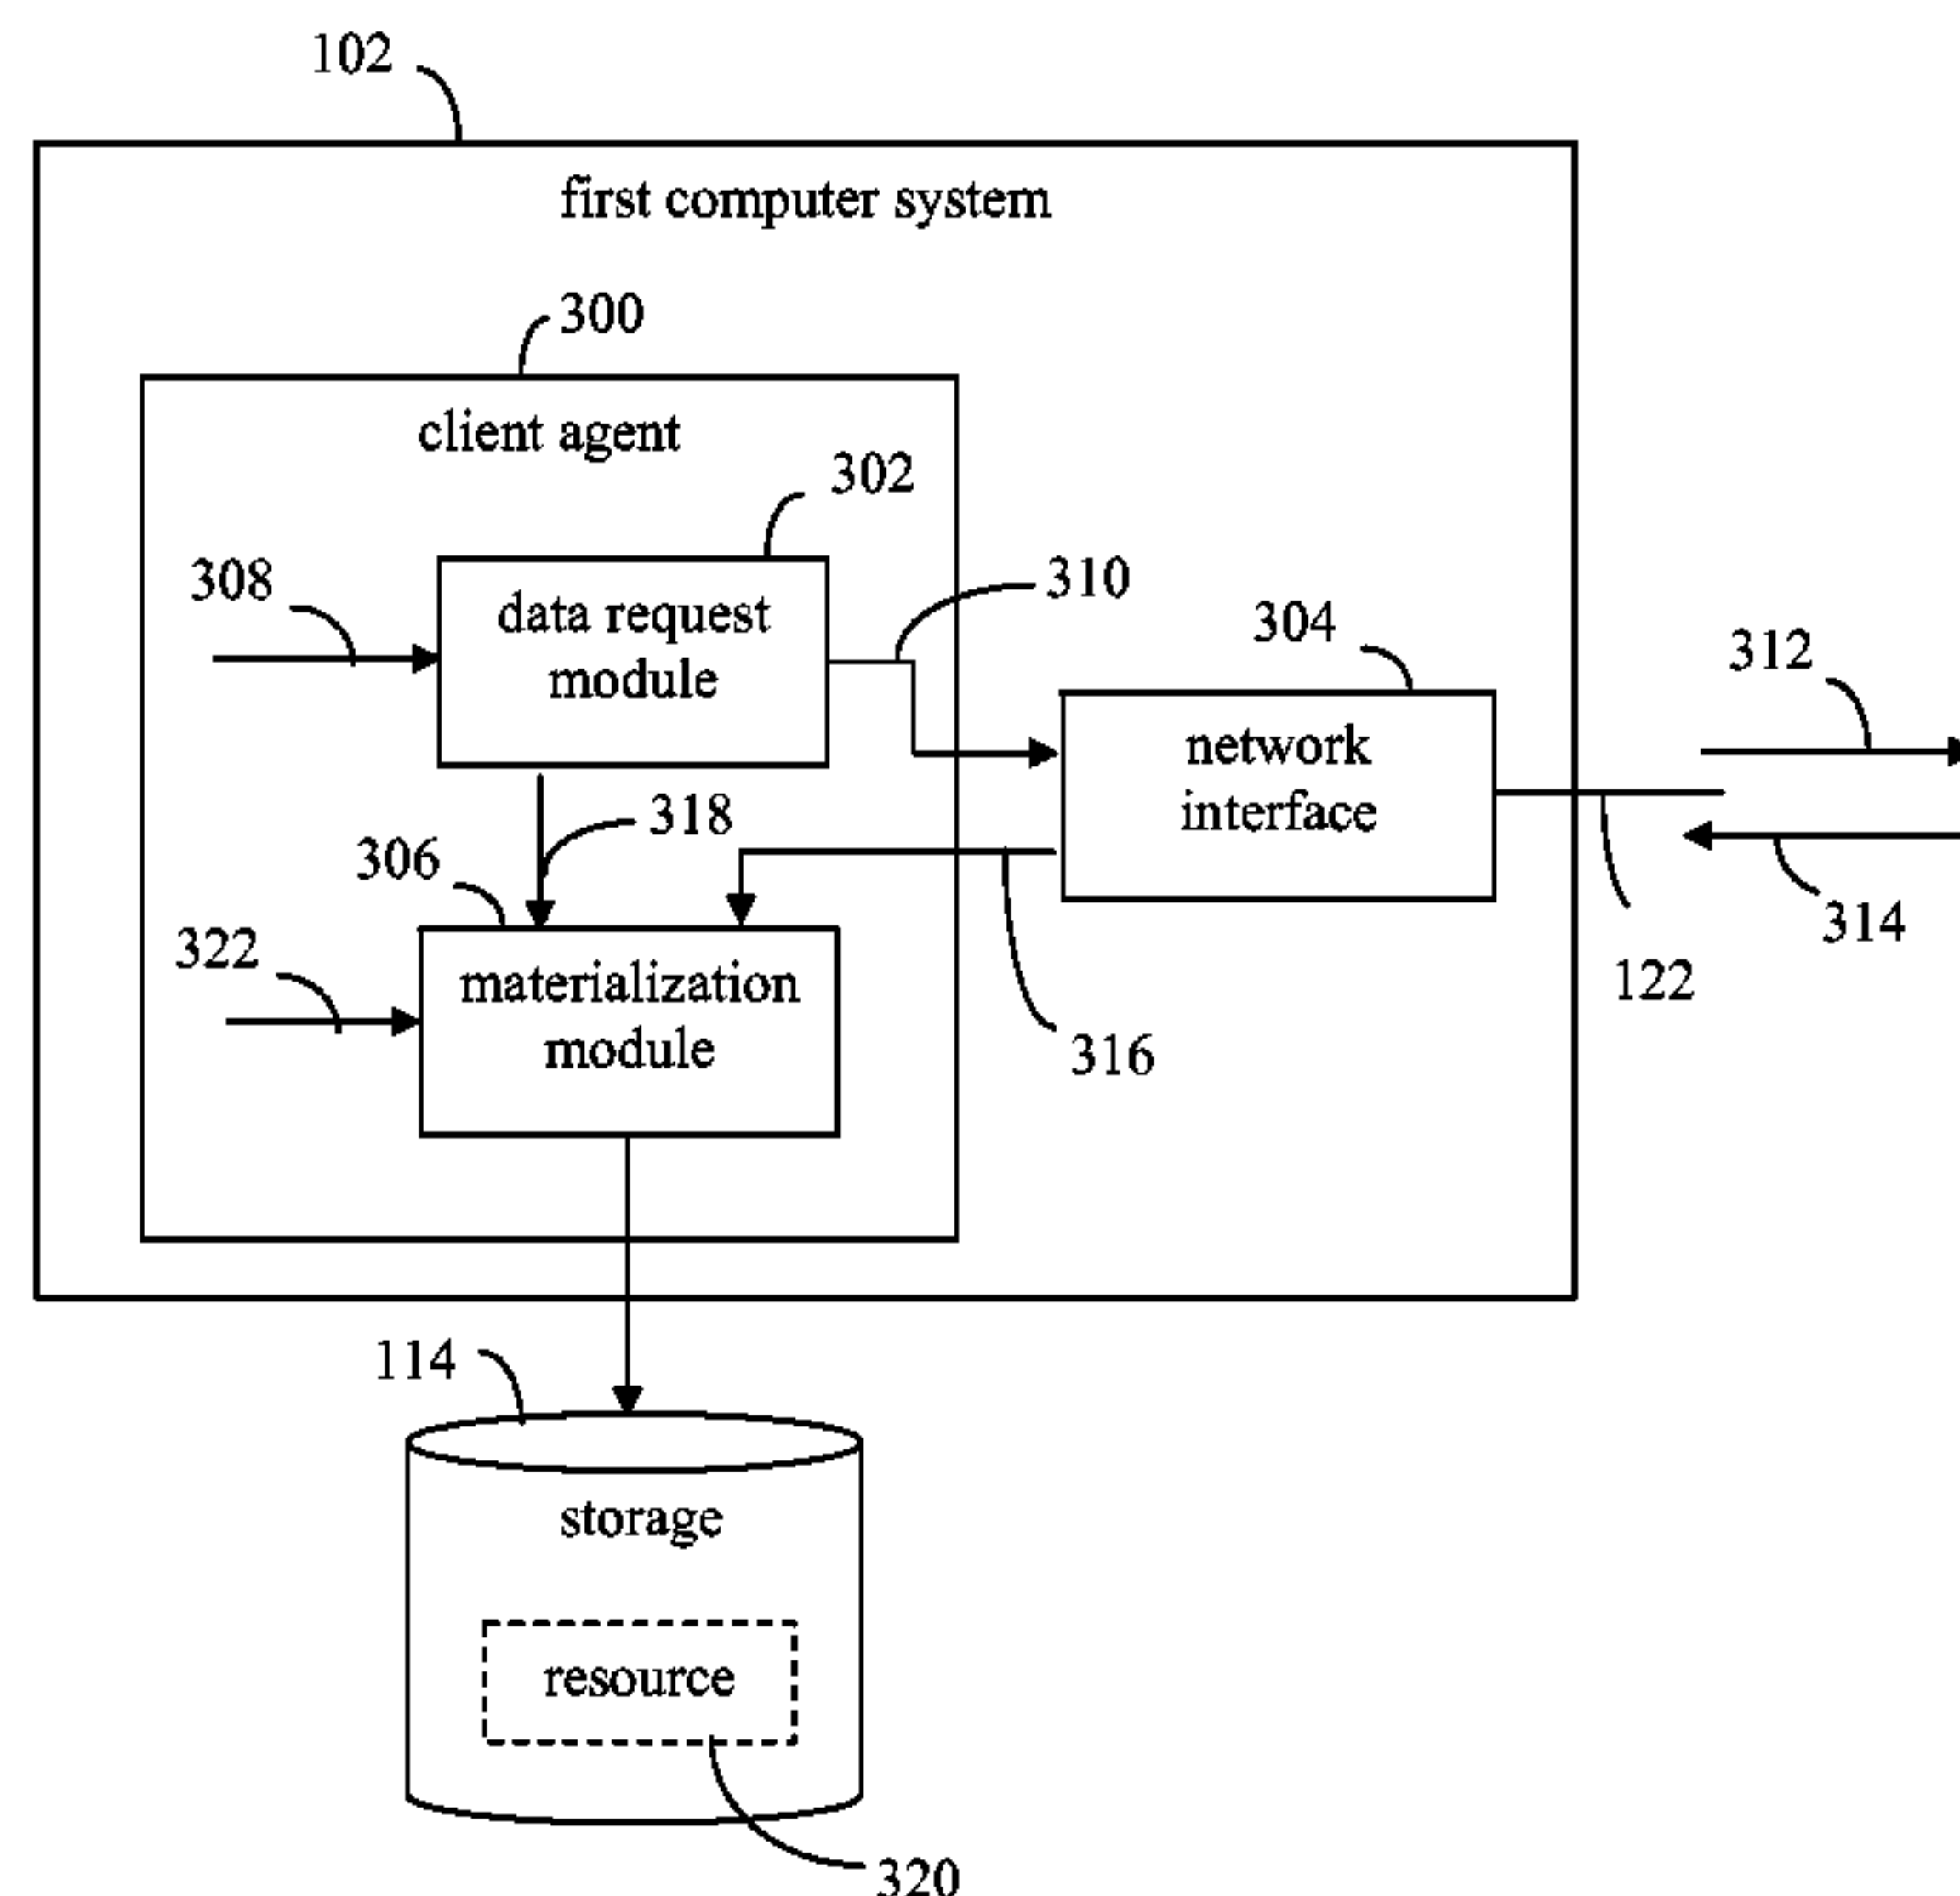 102
first computer system
300
client agent
302
308
data request
module
310
304
312
network
interface
318
306
314
322
materialization
module
122
316
114
storage
resource
320